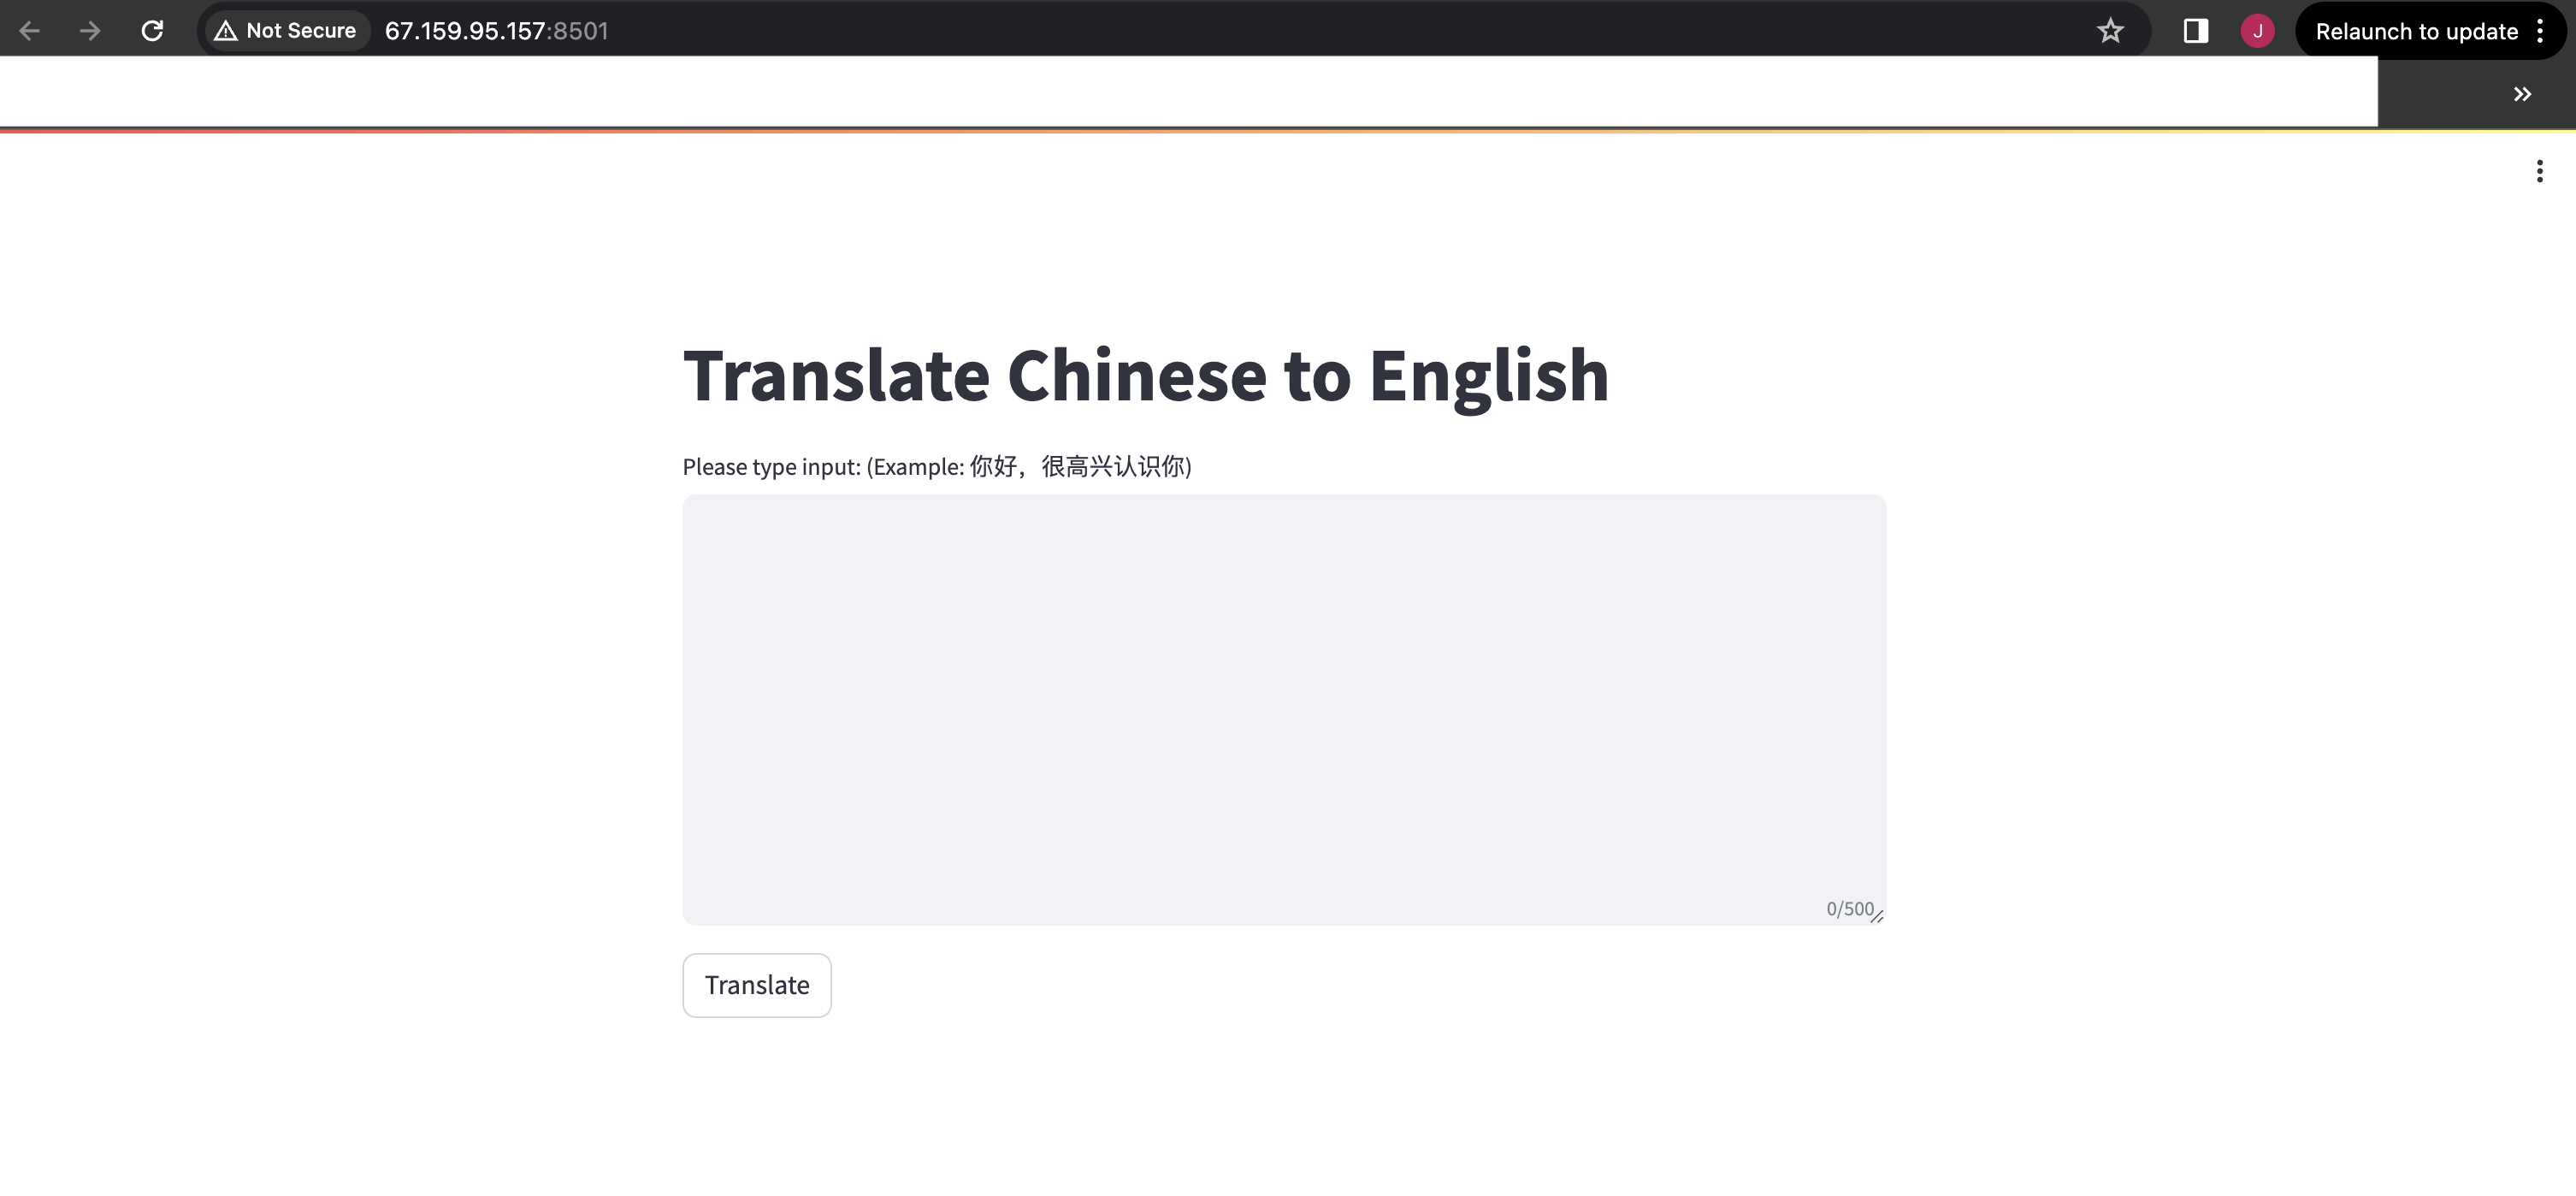 Not Secure 67.159.95.157:8501
J
Relaunch to update
Translate Chinese to English
Please type input: (Example: 你好，很高兴认识你)
0/500
Translate